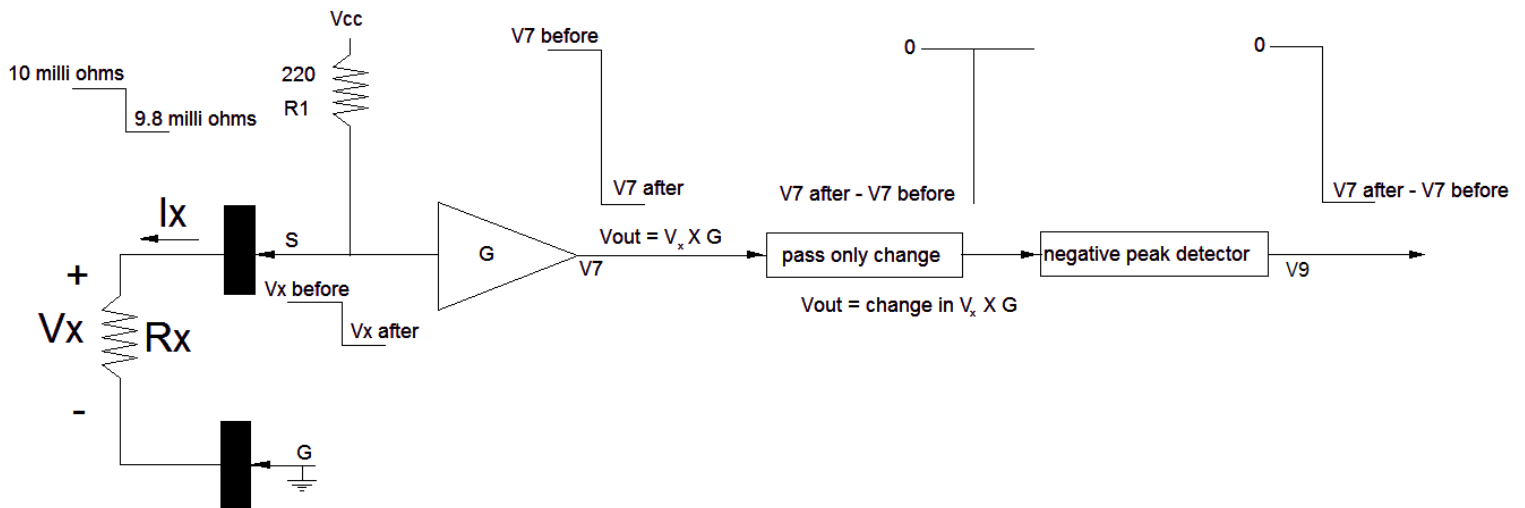 Vcc
V7 before
0
0
10 milli ohms
220
R1
9.8 milli ohms
V7 after
V7 after - V7 before
V7 after - V7 before
Ix
S
G
Vout = Vx X G
V7
pass only change
negative peak detector
V9
+
Vx before
Vout = change in Vx X G
Vx
Rx
Vx after
-
G